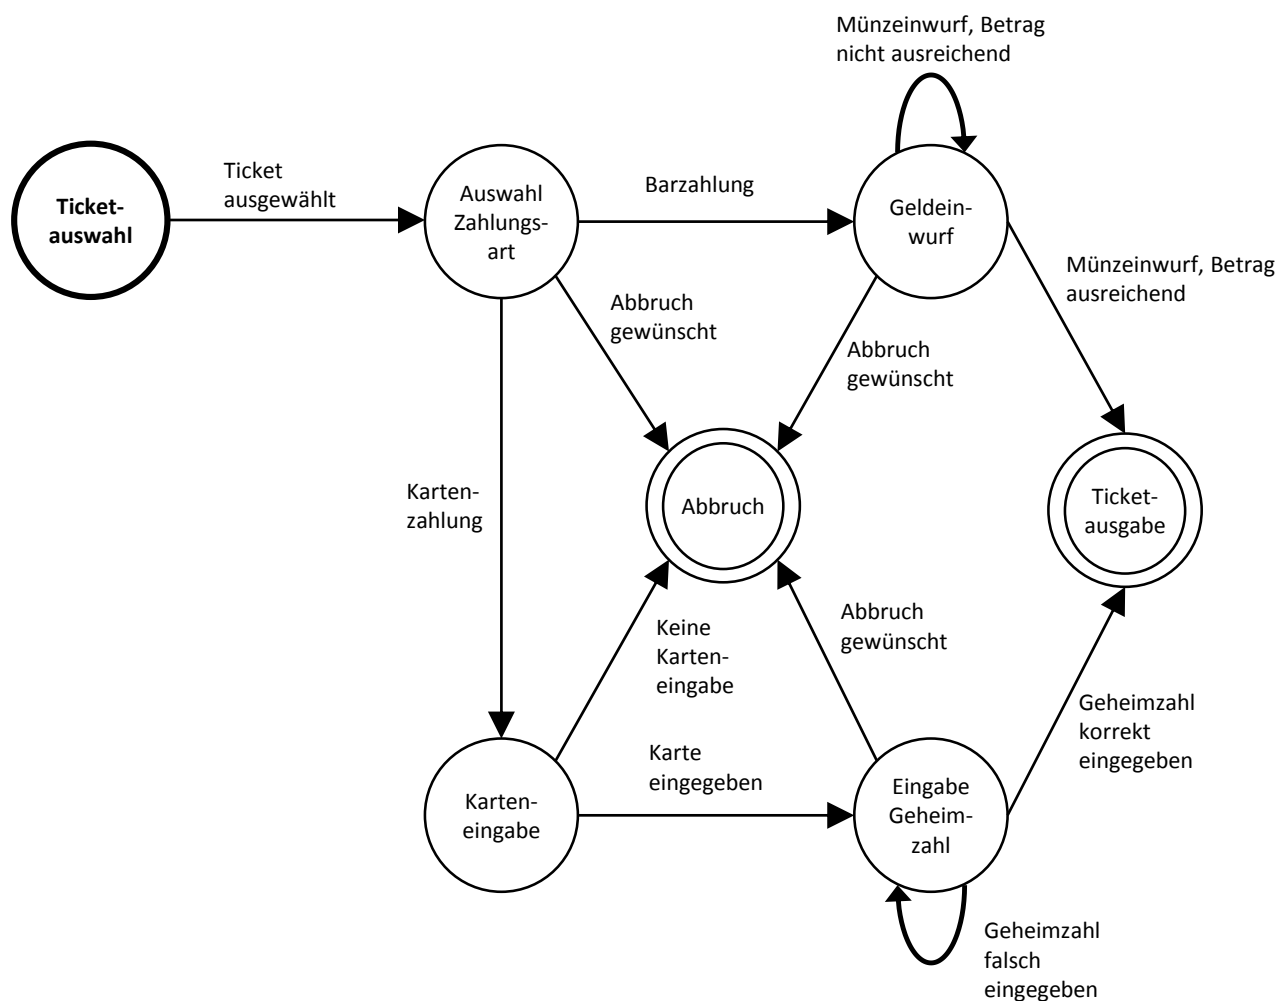 Münzeinwurf, Betrag
nicht ausreichend
Ticket-
auswahl
Ticket
ausgewählt
Auswahl
Zahlungs-
art
Barzahlung
Geldein-
wurf
Münzeinwurf, Betrag
ausreichend
Abbruch
gewünscht
Abbruch
gewünscht
Karten-
zahlung
Abbruch
Ticket-
ausgabe
Keine
Karten-
eingabe
Abbruch
gewünscht
Geheimzahl
korrekt
eingegeben
Karten-
eingabe
Karte
eingegeben
Eingabe
Geheim-
zahl
Geheimzahl
falsch
eingegeben